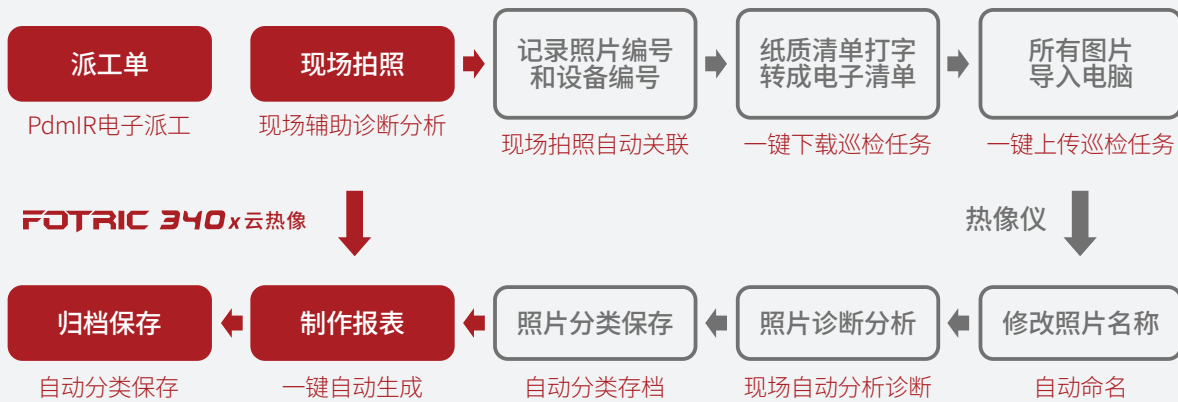 派工单
现场拍照
记录照片编号
和设备编号
纸质清单打字
转成电子清单
所有图片
导入电脑
PdmIR电子派工
现场辅助诊断分析
现场拍照自动关联
一键下载巡检任务
一键上传巡检任务
FOTRIC 340x云热像
热像仪
归档保存
制作报表
照片分类保存
照片诊断分析
修改照片名称
自动分类保存
一键自动生成
自动分类存档
现场自动分析诊断
自动命名